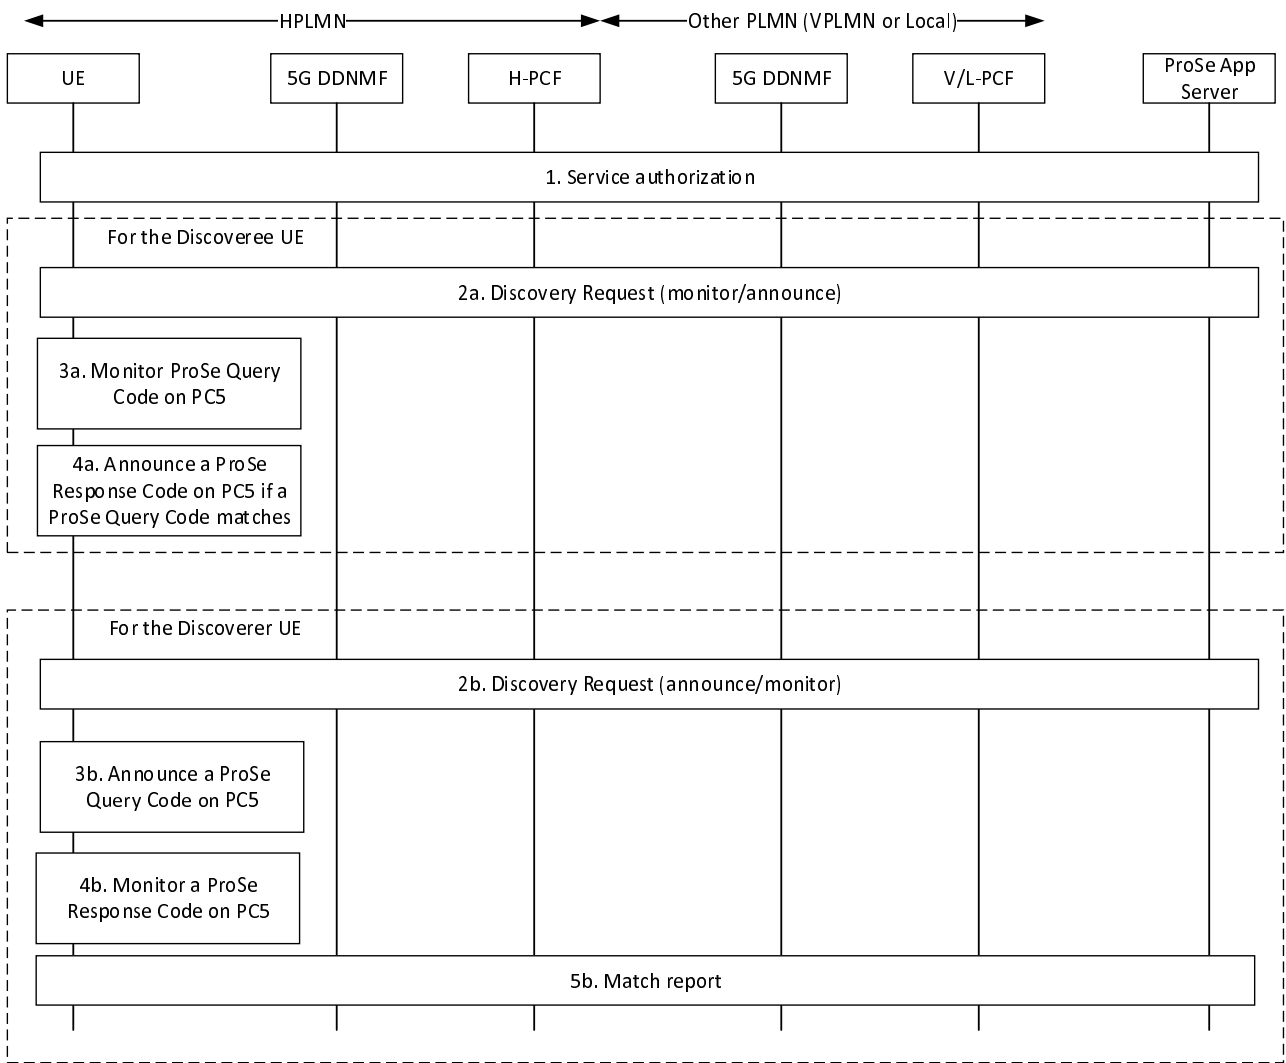 HPLMN
Other PLMN (VPLMN or Local)
UE
5G DDNMF
H-PCF
5G DDNMF
V/L-PCF
ProSe App
Server
1. Service authorization
For the Discoveree UE
2a. Discovery Request (monitor/announce)
3a. Monitor ProSe Query
Code on PC5
4a. Announce a ProSe
Response Code on PC5 if a
ProSe Query Code matches
For the Discoverer UE
2b. Discovery Request (announce/monitor)
3b. Announce a ProSe
Query Code on PC5
4b. Monitor a ProSe
Response Code on PC5
5b. Match report